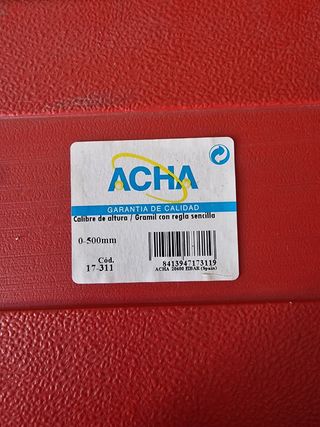 ACHA
GARANTIA DE CALIDAD
Calibre de altura / Gramil con regla sencilla
0-500mm
Cód.
17-311
8413947173119
ACHA 20600 EIBAR (Spain)